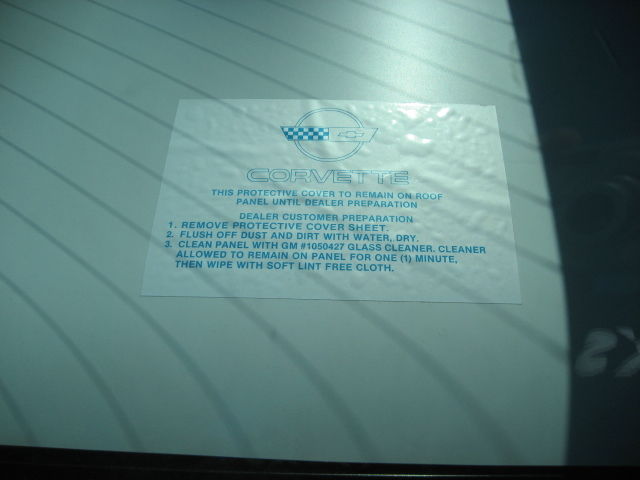 CORVETTE
THIS PROTECTIVE COVER TO REMAIN ON ROOF
PANEL UNTIL DEALER PREPARATION
DEALER CUSTOMER PREPARATION
1. REMOVE PROTECTIVE COVER SHEET.
2. FLUSH OFF DUST AND DIRT WITH WATER, DRY.
3. CLEAN PANEL WITH GM #1050427 GLASS CLEANER. CLEANER
ALLOWED TO REMAIN ON PANEL FOR ONE (1) MINUTE,
THEN WIPE WITH SOFT LINT FREE CLOTH.